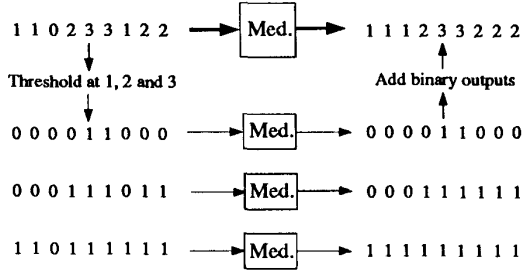 1 1 0 2 3 3 1 2 2 Med. 1 1 1 2 3 3 2 2 2
Threshold at 1, 2 and 3 Add binary outputs
0 0 0 0 1 1 0 0 0 Med. 0 0 0 0 1 1 0 0 0
0 0 0 1 1 1 0 1 1 Med. 0 0 0 1 1 1 1 1 1
1 1 0 1 1 1 1 1 1 Med. 1 1 1 1 1 1 1 1 1